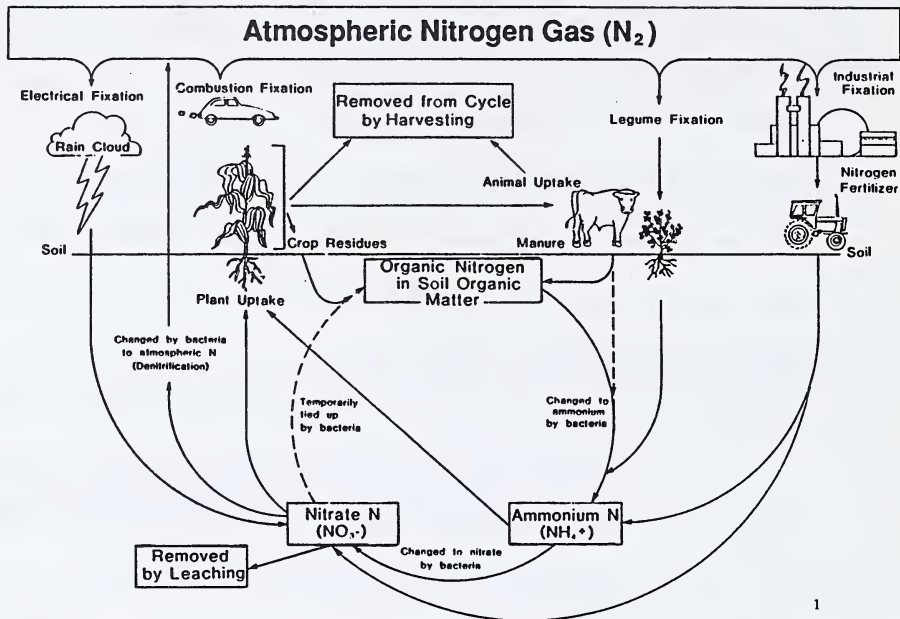 Atmospheric Nitrogen Gas (N₂)
Electrical Fixation
Rain Cloud
Combustion Fixation
Removed from Cycle
by Harvesting
Legume Fixation
Industrial
Fixation
Nitrogen
Fertilizer
Animal Uptake
Soil
Crop Residues
Manure
Soil
Plant Uptake
Organic Nitrogen
in Soil Organic
Matter
Changed by bacteria
to atmospheric N
(Denitrification)
Temporarily
tied up
by bacteria
Changed to
ammonium
by bacteria
Nitrate N
(NO₃-)
Ammonium N
(NH₄+)
Changed to nitrate
by bacteria
Removed
by Leaching
1